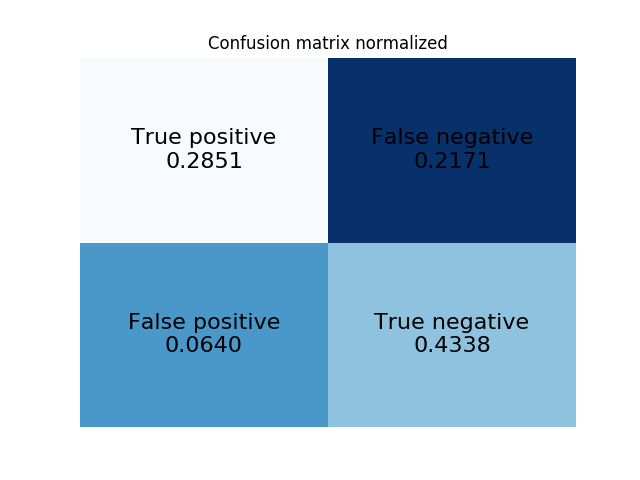 Confusion matrix normalized
True positive
0.2851
False negative
0.2171
False positive
0.0640
True negative
0.4338